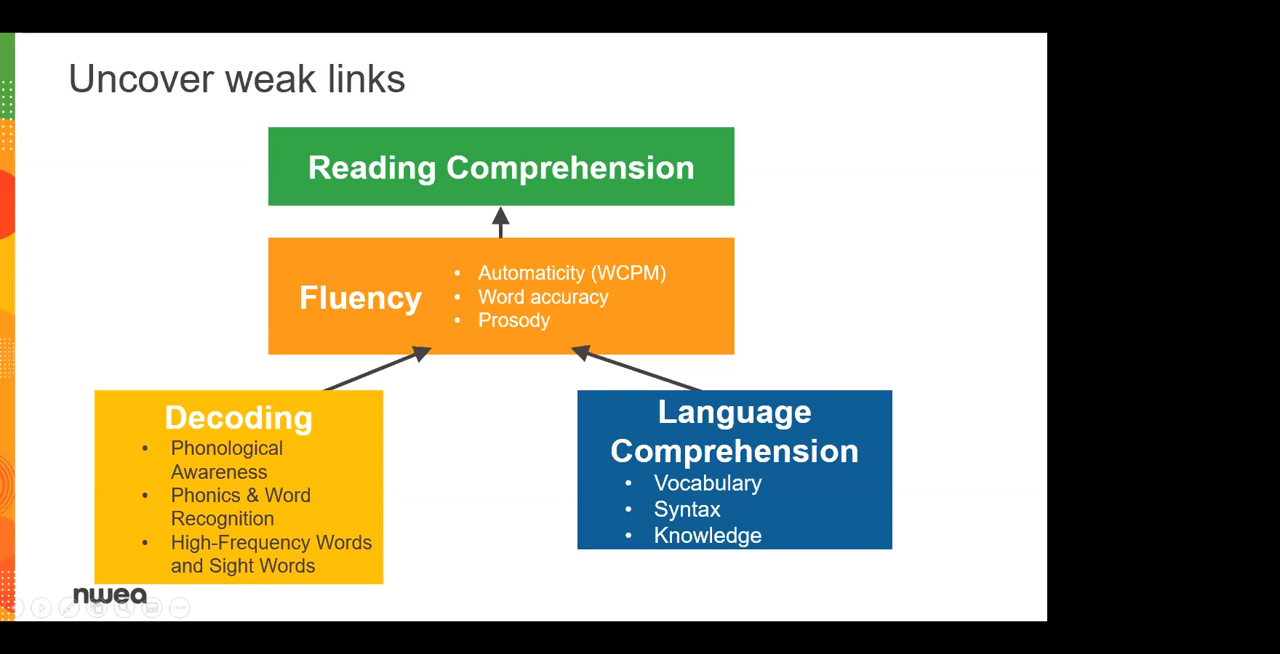 Uncover weak links
Reading Comprehension
Fluency
• Automaticity (WCPM)
• Word accuracy
• Prosody
Decoding
• Phonological
Awareness
• Phonics & Word
Recognition
• High-Frequency Words
and Sight Words
Language
Comprehension
• Vocabulary
• Syntax
• Knowledge
nwea